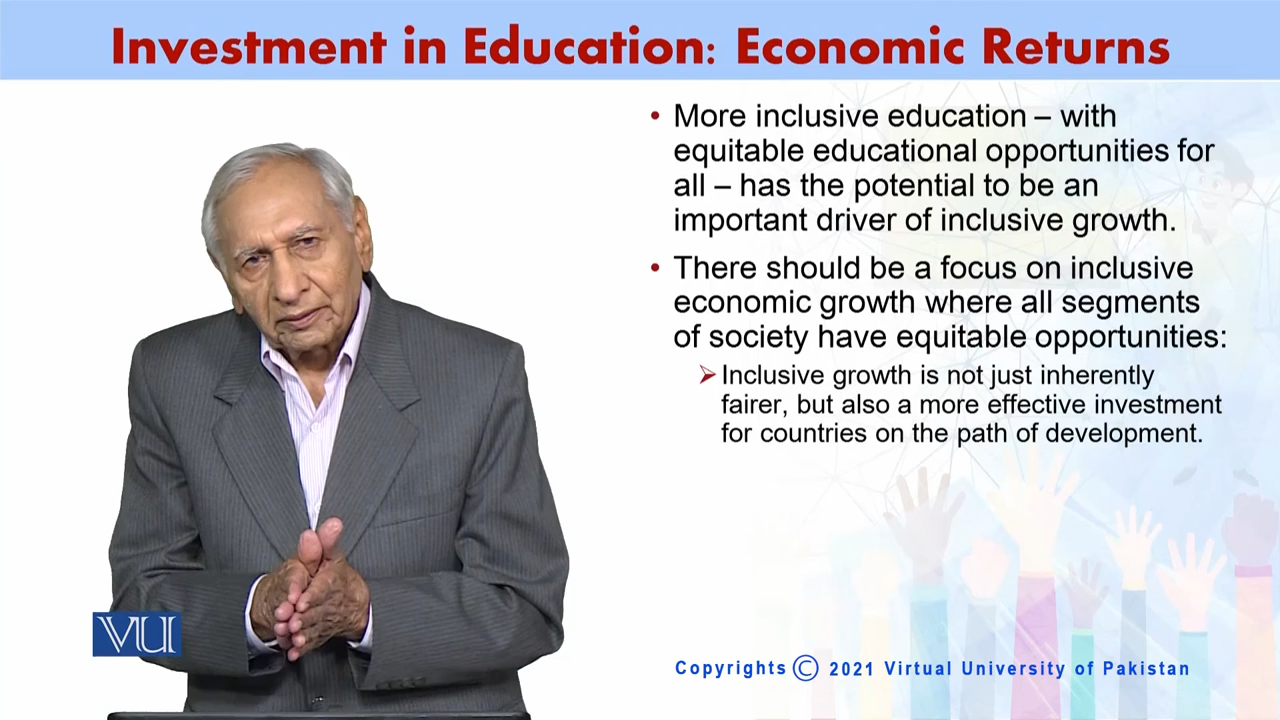 Investment in Education: Economic Returns
• More inclusive education – with
equitable educational opportunities for
all – has the potential to be an
important driver of inclusive growth.
• There should be a focus on inclusive
economic growth where all segments
of society have equitable opportunities:
➢ Inclusive growth is not just inherently
fairer, but also a more effective investment
for countries on the path of development.
VU
Copyrights © 2021 Virtual University of Pakistan